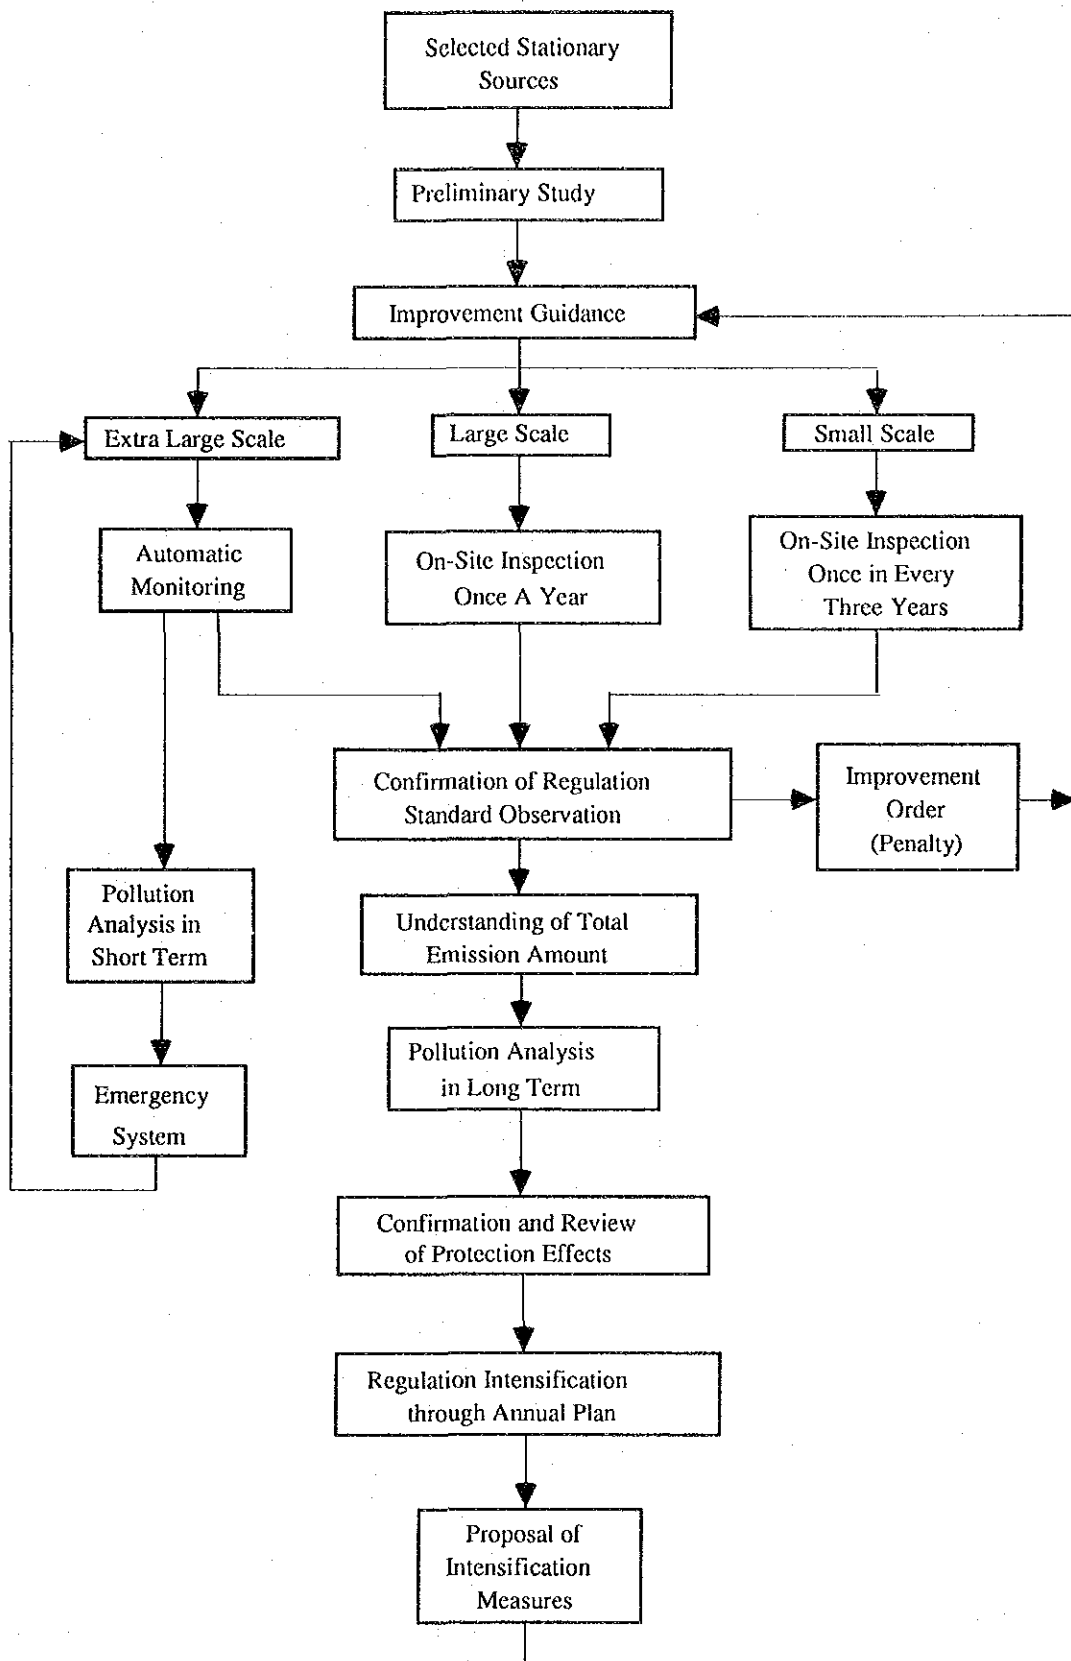 Selected Stationary
Sources
Preliminary Study
Improvement Guidance
Extra Large Scale
Large Scale
Small Scale
Automatic
Monitoring
On-Site Inspection
Once A Year
On-Site Inspection
Once in Every
Three Years
Confirmation of Regulation
Standard Observation
Improvement
Order
(Penalty)
Pollution
Analysis in
Short Term
Understanding of Total
Emission Amount
Pollution Analysis
in Long Term
Emergency
System
Confirmation and Review
of Protection Effects
Regulation Intensification
through Annual Plan
Proposal of
Intensification
Measures